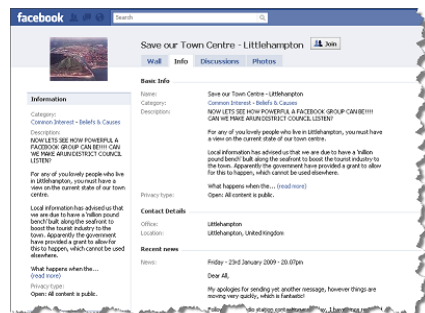 facebook
Search
Save our Town Centre - Littlehampton
Join
Wall Info Discussions Photos
Information
Category:
Common Interest - Beliefs & Causes
Description:
NOW LETS SEE HOW POWERFUL A
FACEBOOK GROUP CAN BE!!!! CAN
WE MAKE ARUN DISTRICT COUNCIL
LISTEN?
For any of you lovely people who live
in Littlehampton, you must have a
view on the current state of our town
centre.
Local information has advised us that
we are due to have a 'million pound
bench' built along the seafront to
boost the tourist industry to the
town. Apparently the government
have provided a grant to allow for
this to happen, which cannot be used
elsewhere.
What happens when the...
(read more)
Privacy type:
Open: All content is public.
Basic Info
Name: Save our Town Centre - Littlehampton
Category: Common Interest - Beliefs & Causes
Description: NOW LETS SEE HOW POWERFUL A FACEBOOK GROUP CAN BE!!!!
CAN WE MAKE ARUN DISTRICT COUNCIL LISTEN?
For any of you lovely people who live in Littlehampton, you must have
a view on the current state of our town centre.
Local information has advised us that we are due to have a 'million
pound bench' built along the seafront to boost the tourist industry to
the town. Apparently the government have provided a grant to allow
for this to happen, which cannot be used elsewhere.
What happens when the... (read more)
Privacy type: Open: All content is public.
Contact Details
Office: Littlehampton
Location: Littlehampton, United Kingdom
Recent news
News: Friday - 23rd January 2009 - 20.07pm
Dear All,
My apologies for sending yet another message, however things are
moving very quickly, which is fantastic!